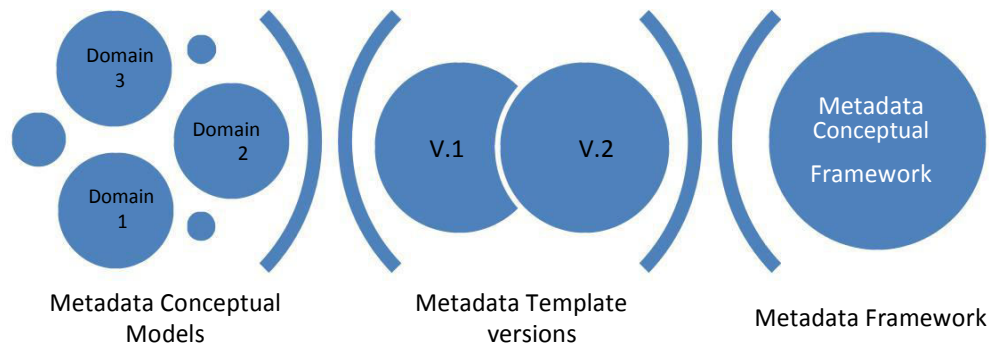 Domain
3
Domain
2
Domain
1
Metadata Conceptual
Models
V.1
V.2
Metadata Template
versions
Metadata
Conceptual
Framework
Metadata Framework